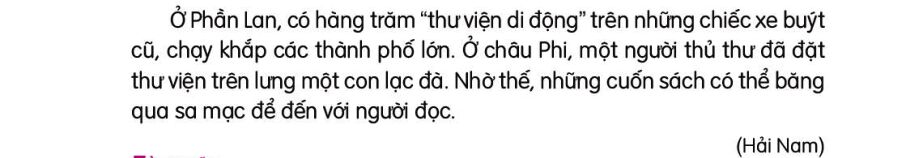 Ở Phần Lan, có hàng trăm “thư viện di động” trên những chiếc xe buýt
cũ, chạy khắp các thành phố lớn. Ở châu Phi, một người thủ thư đã đặt
thư viện trên lưng một con lạc đà. Nhờ thế, những cuốn sách có thể băng
qua sa mạc để đến với người đọc.
(Hải Nam)